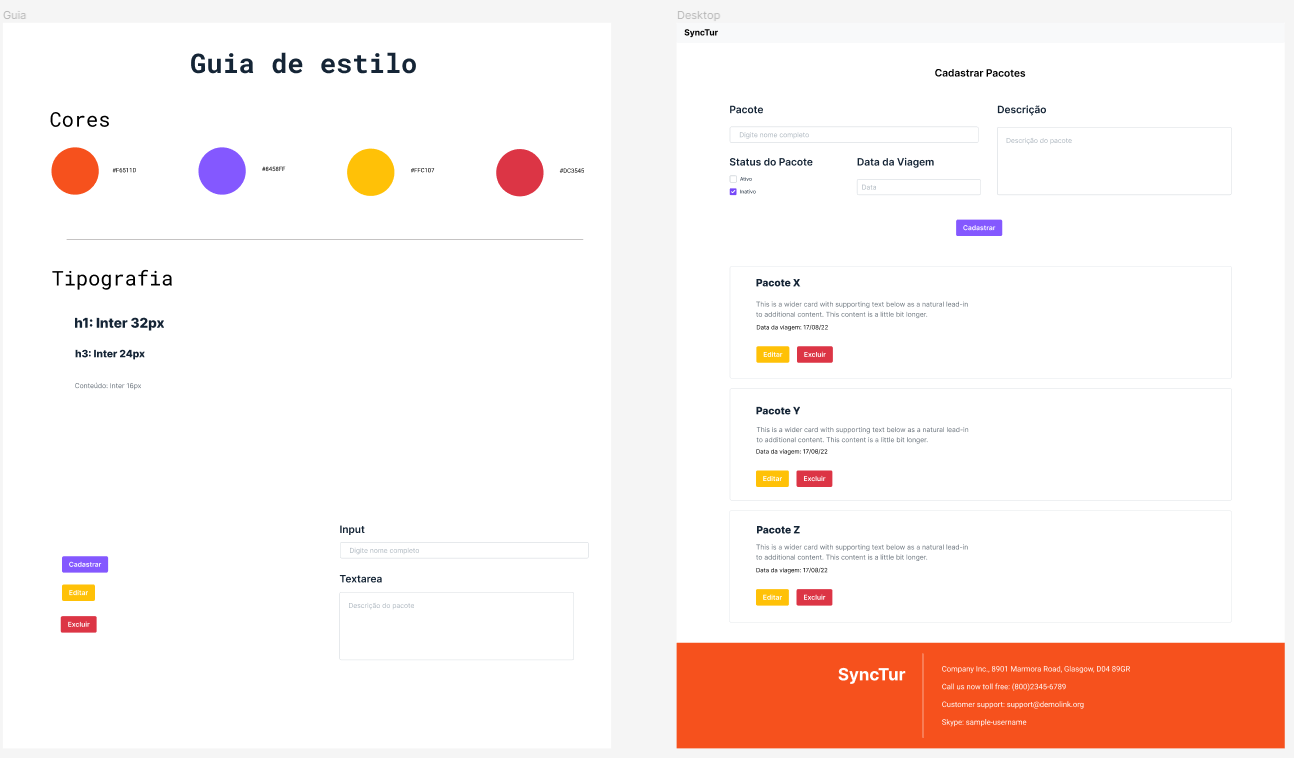 Guia
Guia de estilo
Cores
#F6511D
#8458FF
#FFC107
#DC3545
Tipografia
h1: Inter 32px
h3: Inter 24px
Conteúdo: Inter 16px
Cadastrar
Editar
Excluir
Input
Digite nome completo
Textarea
Descrição do pacote
Desktop
SyncTur
Cadastrar Pacotes
Pacote
Digite nome completo
Descrição
Descrição do pacote
Status do Pacote
Ativo
Inativo
Data da Viagem
Data
Cadastrar
Pacote X
This is a wider card with supporting text below as a natural lead-in
to additional content. This content is a little bit longer.
Data da viagem: 17/08/22
Editar
Excluir
Pacote Y
This is a wider card with supporting text below as a natural lead-in
to additional content. This content is a little bit longer.
Data da viagem: 17/08/22
Editar
Excluir
Pacote Z
This is a wider card with supporting text below as a natural lead-in
to additional content. This content is a little bit longer.
Data da viagem: 17/08/22
Editar
Excluir
SyncTur
Company Inc., 8901 Marmora Road, Glasgow, D04 89GR
Call us now toll free: (800)2345-6789
Customer support: support@demolink.org
Skype: sample-username